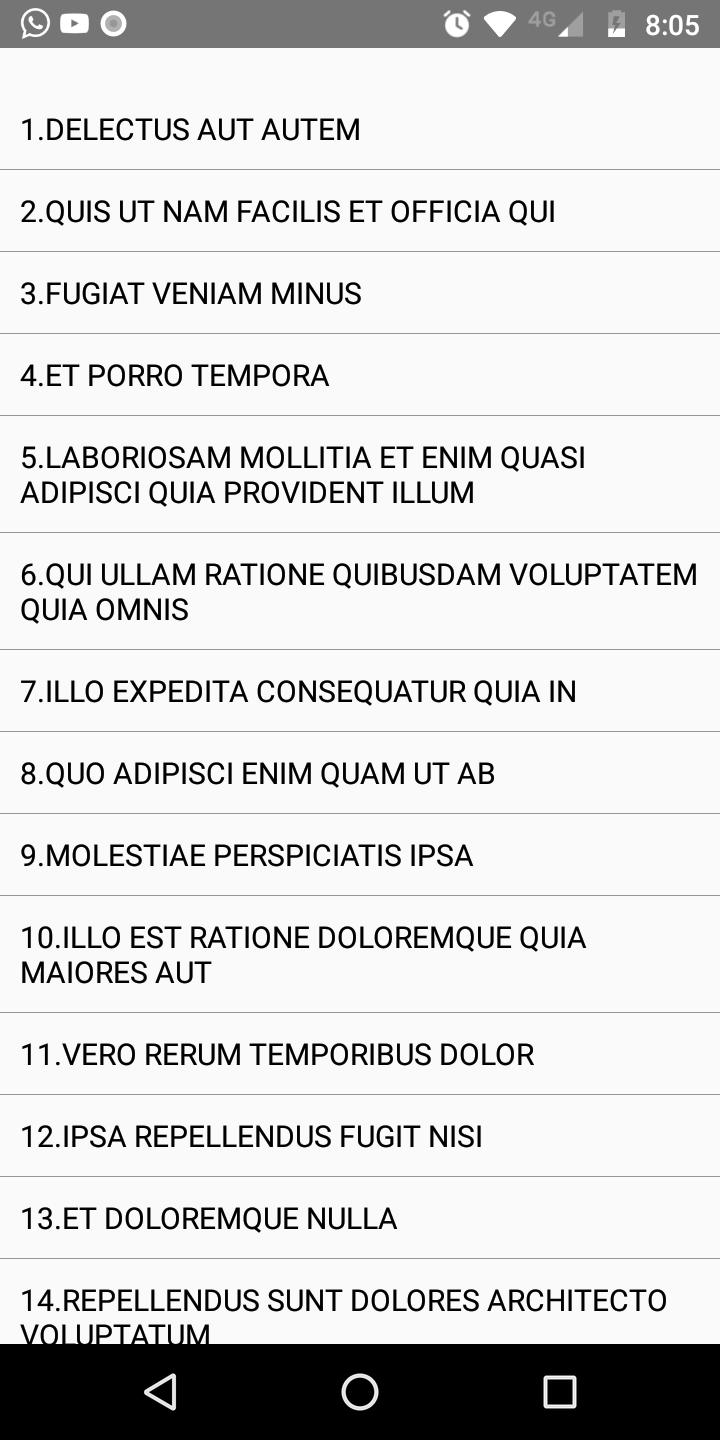 4G 8:05
1.DELECTUS AUT AUTEM
2.QUIS UT NAM FACILIS ET OFFICIA QUI
3.FUGIAT VENIAM MINUS
4.ET PORRO TEMPORA
5.LABORIOSAM MOLLITIA ET ENIM QUASI
ADIPISCI QUIA PROVIDENT ILLUM
6.QUI ULLAM RATIONE QUIBUSDAM VOLUPTATEM
QUIA OMNIS
7.ILLO EXPEDITA CONSEQUATUR QUIA IN
8.QUO ADIPISCI ENIM QUAM UT AB
9.MOLESTIAE PERSPICIATIS IPSA
10.ILLO EST RATIONE DOLOREMQUE QUIA
MAIORES AUT
11.VERO RERUM TEMPORIBUS DOLOR
12.IPSA REPELLENDUS FUGIT NISI
13.ET DOLOREMQUE NULLA
14.REPELLENDUS SUNT DOLORES ARCHITECTO
VOLUPTATUM